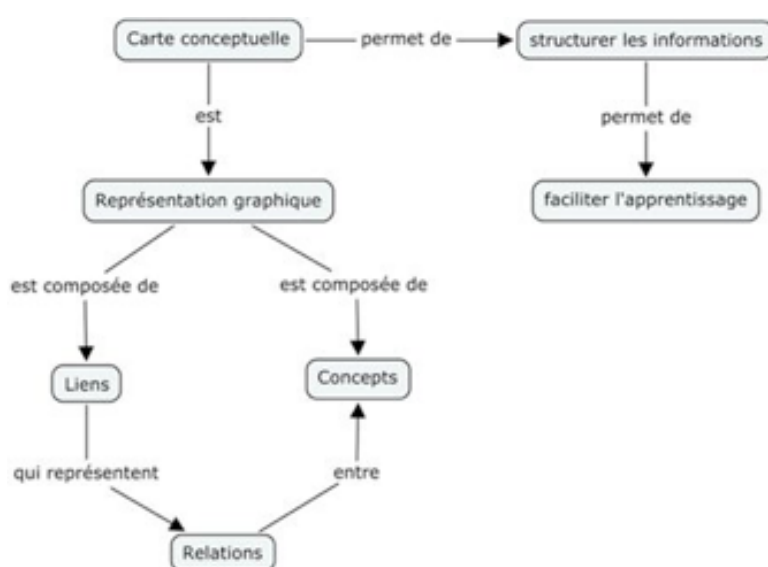 Carte conceptuelle permet de structurer les informations
est permet de
Représentation graphique faciliter l'apprentissage
est composée de est composée de
Liens Concepts
qui représentent entre
Relations